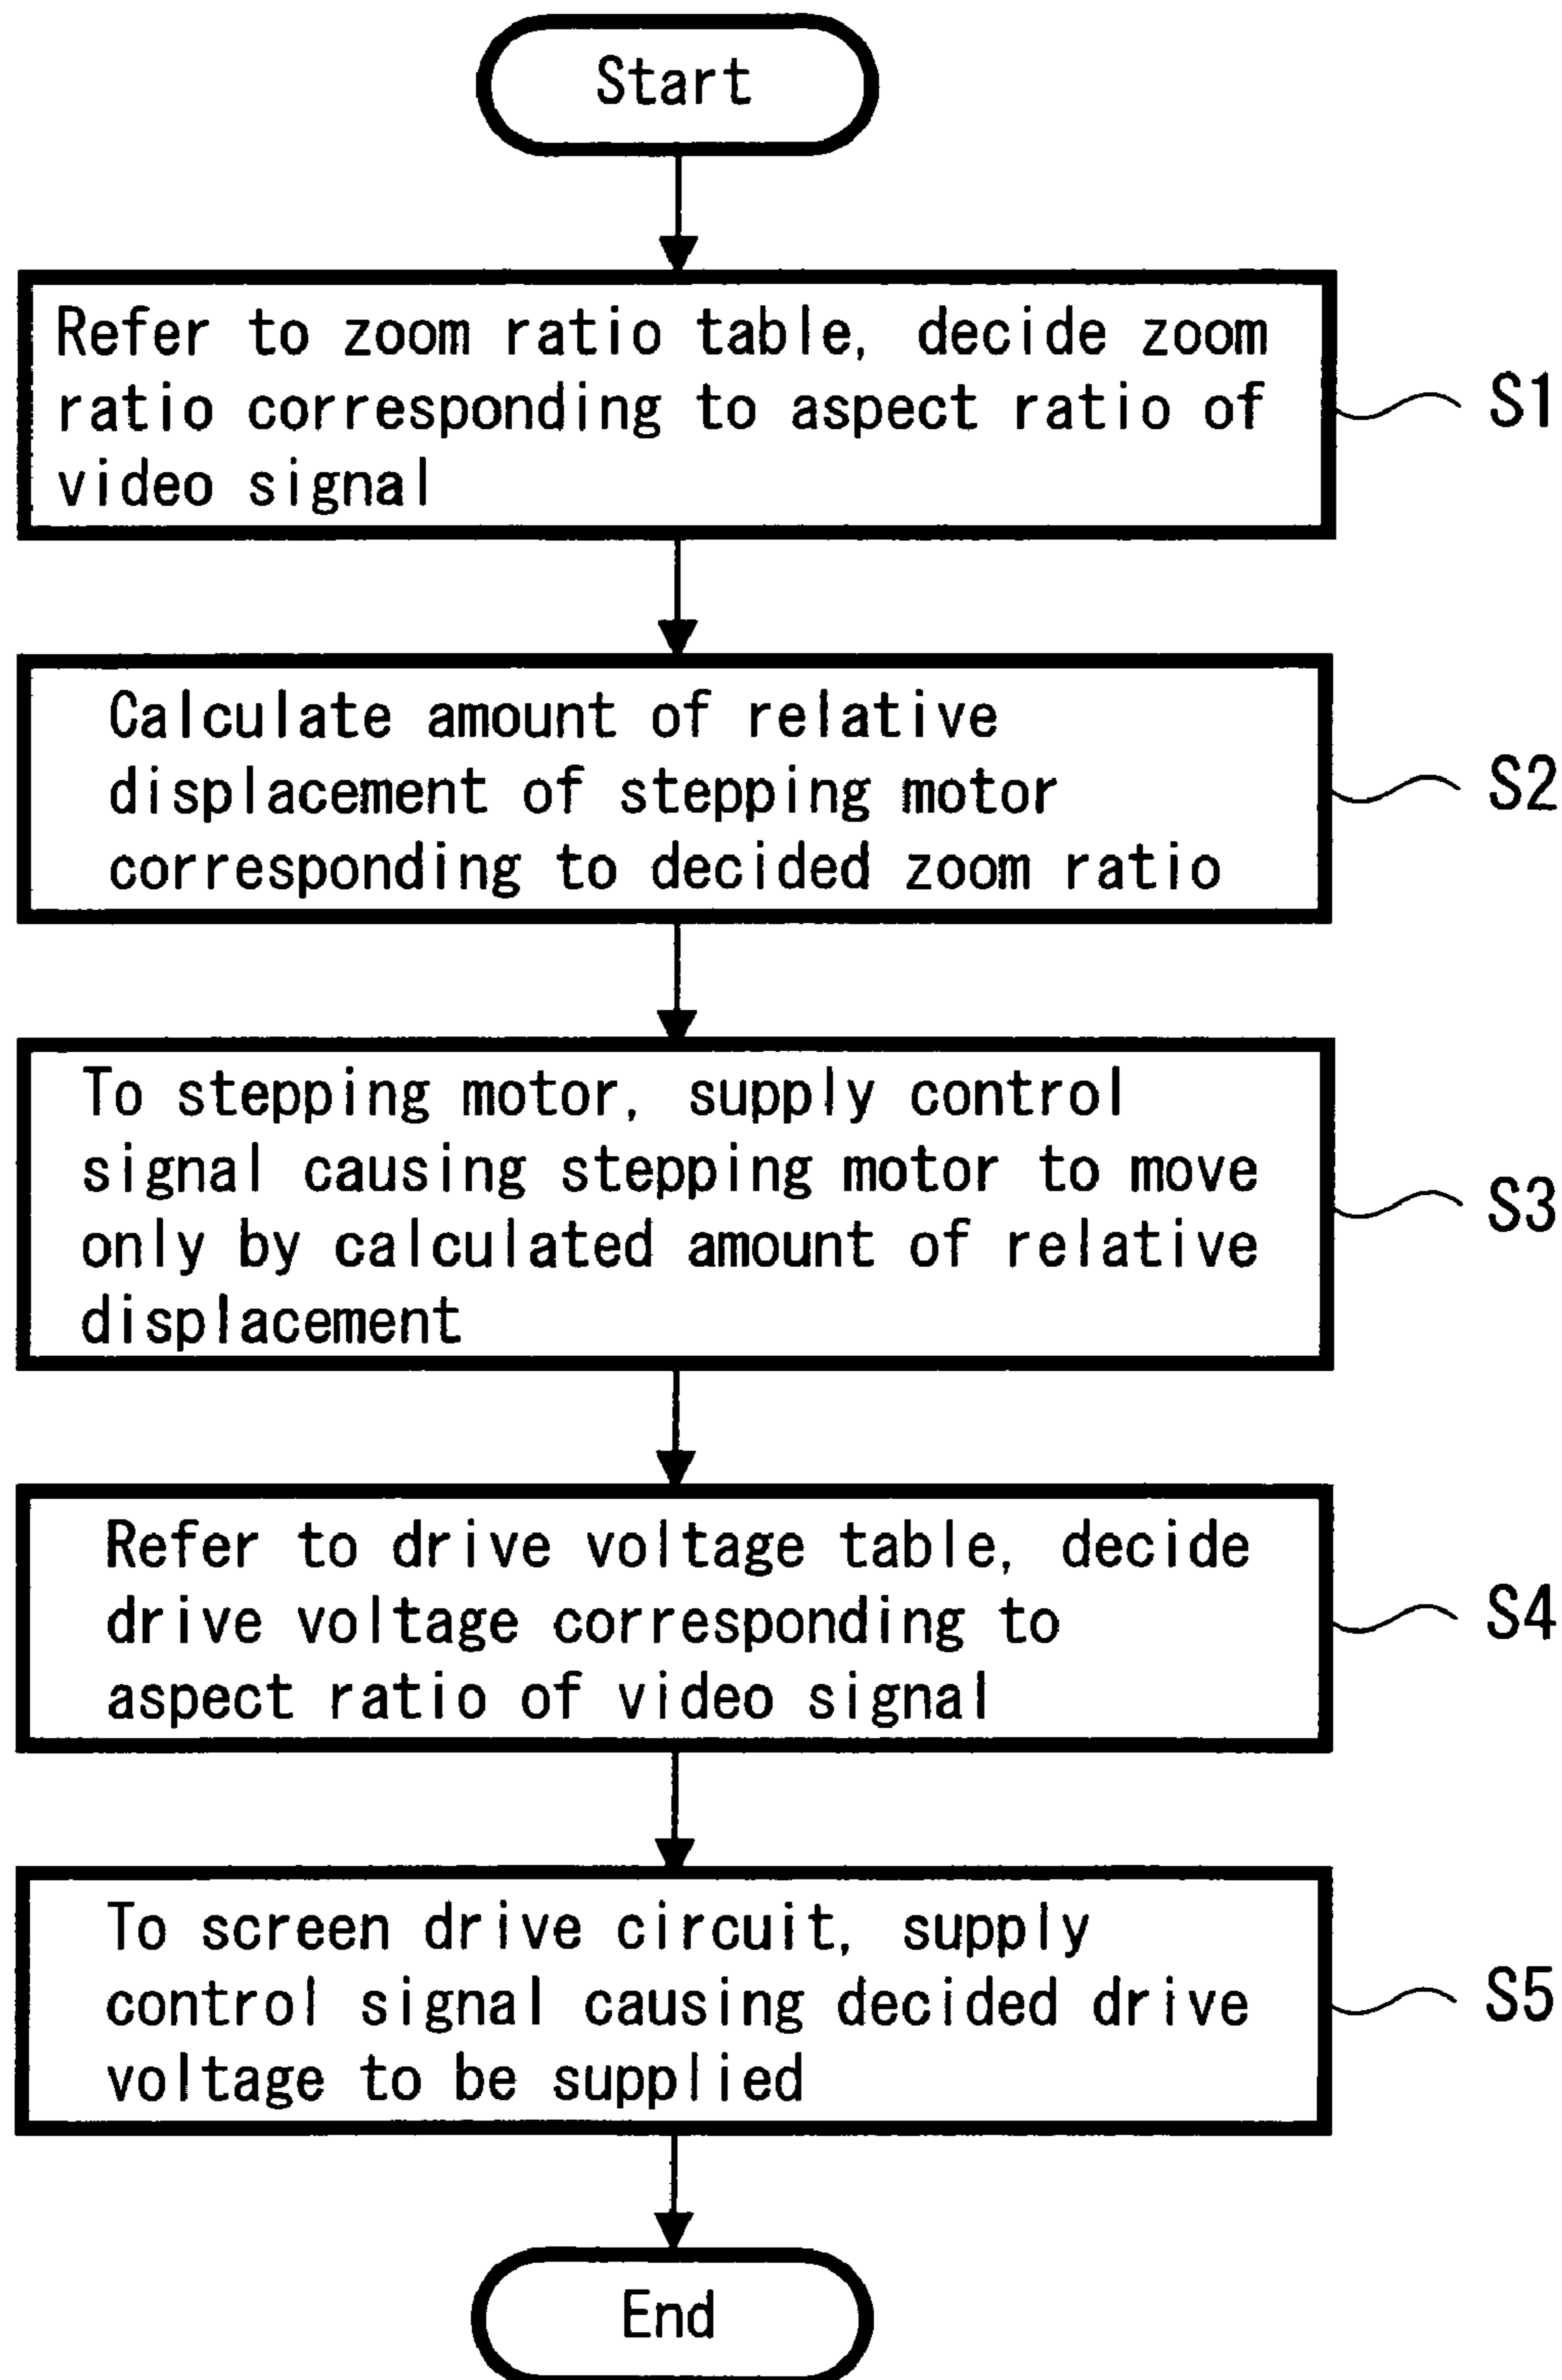 Start
Refer to zoom ratio table, decide zoom
ratio corresponding to aspect ratio of
video signal
S1
Calculate amount of relative
displacement of stepping motor
corresponding to decided zoom ratio
S2
To stepping motor, supply control
signal causing stepping motor to move
only by calculated amount of relative
displacement
S3
Refer to drive voltage table, decide
drive voltage corresponding to
aspect ratio of video signal
S4
To screen drive circuit, supply
control signal causing decided drive
voltage to be supplied
S5
End